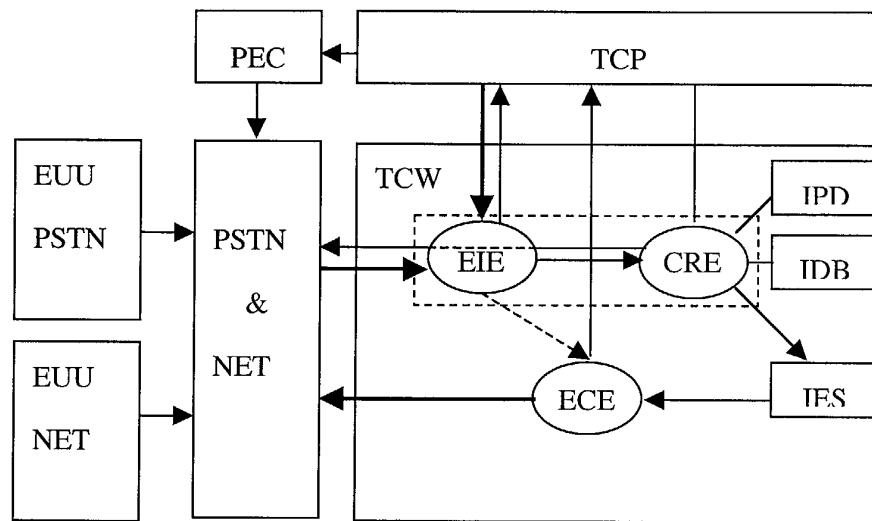 PEC
TCP
EUU
PSTN
PSTN
&
NET
EUU
NET
TCW
EIE
CRE
IPD
IDB
ECE
IES